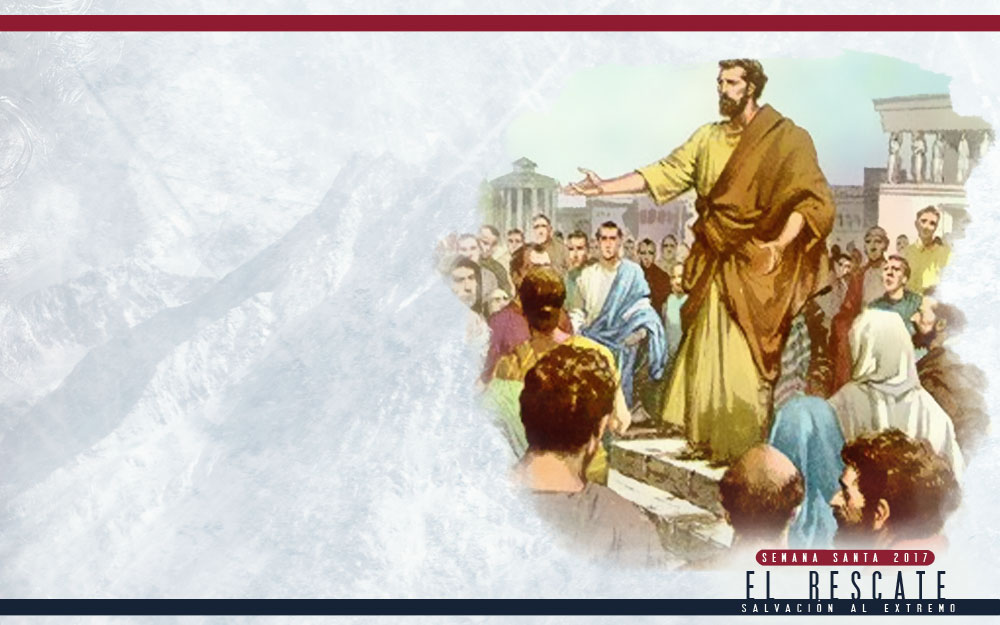 SEMANA SANTA 2017
EL RESCATE
SALVACIÓN AL EXTREMO